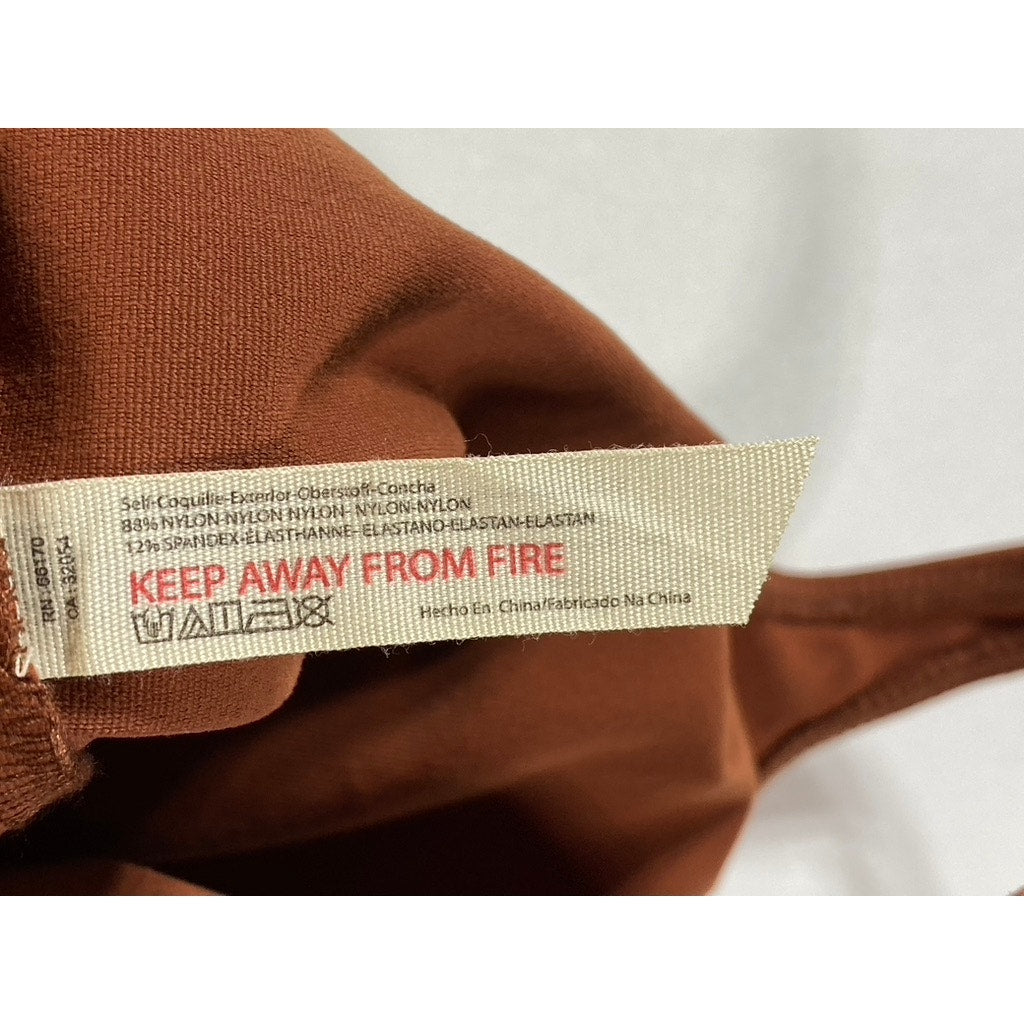 Self-Coquille-Exterior-Oberstoff-Concha
88% NYLON-NYLON NYLON- NYLON-NYLON
12% SPANDEX-ÉLASTHANNE- ELASTANO-ELASTAN-ELASTAN
KEEP AWAY FROM FIRE
Hecho En China/Fabricado Na China
RN: 66170
CA: 32054